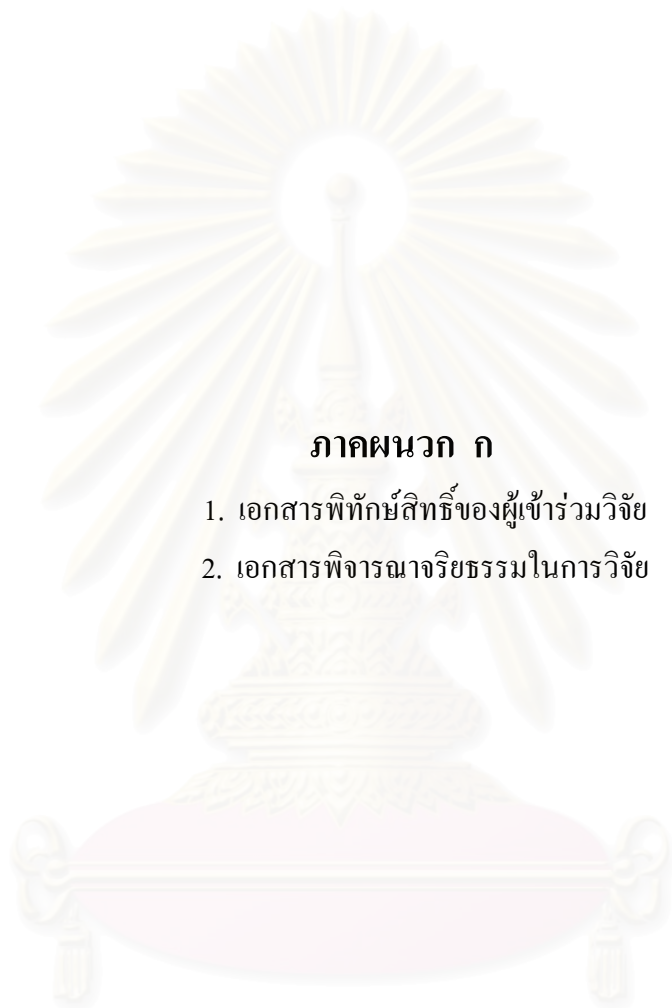 ภาคผนวก ก
1. เอกสารพิทักษ์สิทธิ์ของผู้เข้าร่วมวิจัย
2. เอกสารพิจารณาจริยธรรมในการวิจัย